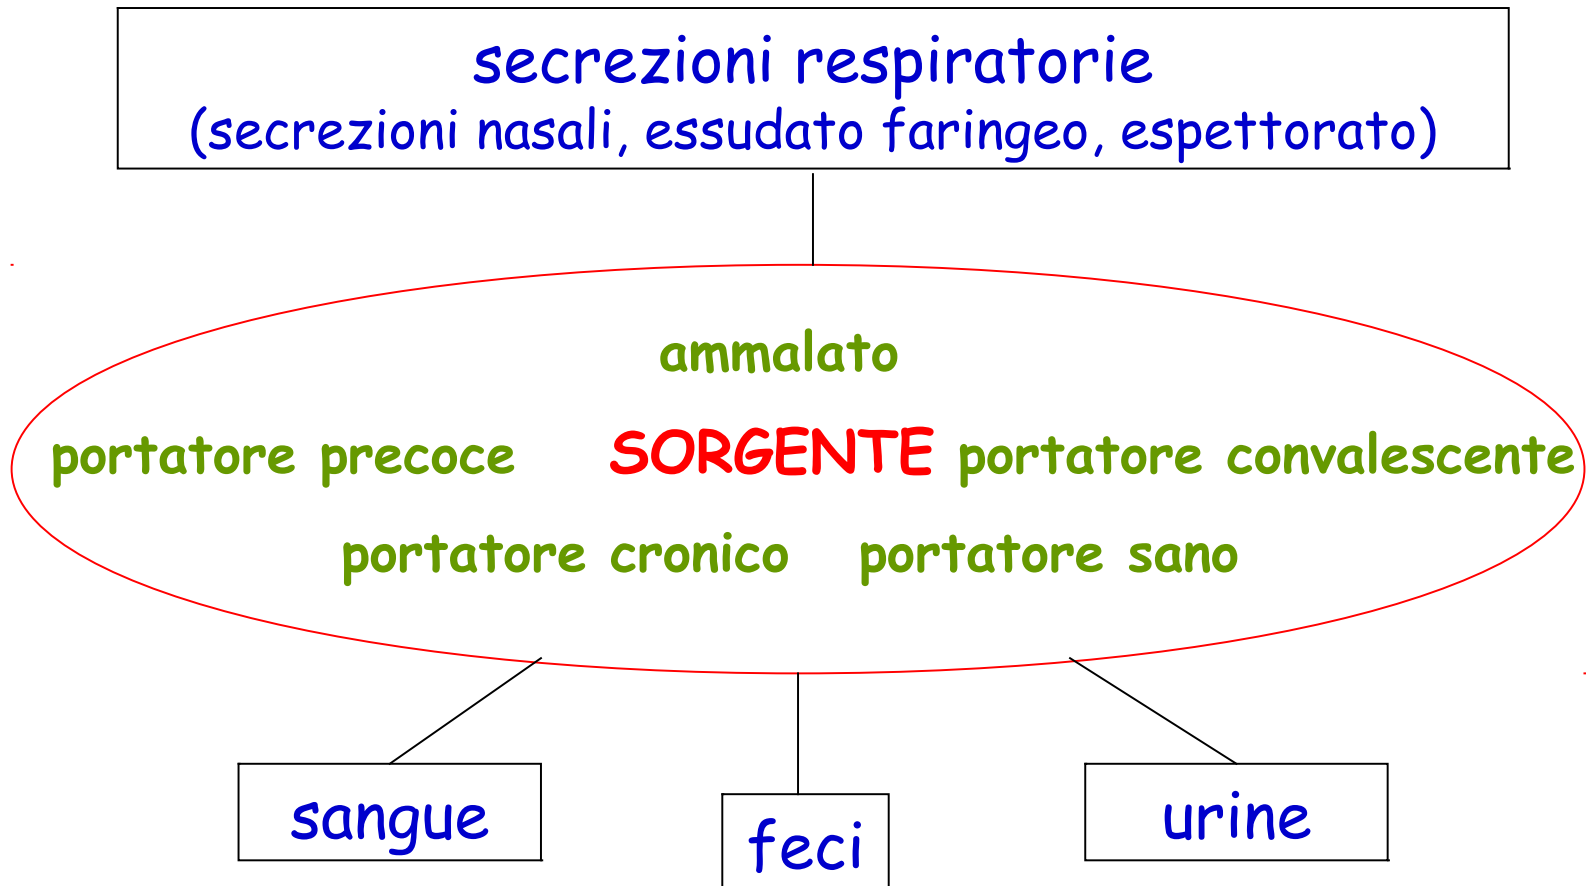 secrezioni respiratorie
(secrezioni nasali, essudato faringeo, espettorato)
ammalato
portatore precoce SORGENTE portatore convalescente
portatore cronico portatore sano
sangue
feci
urine